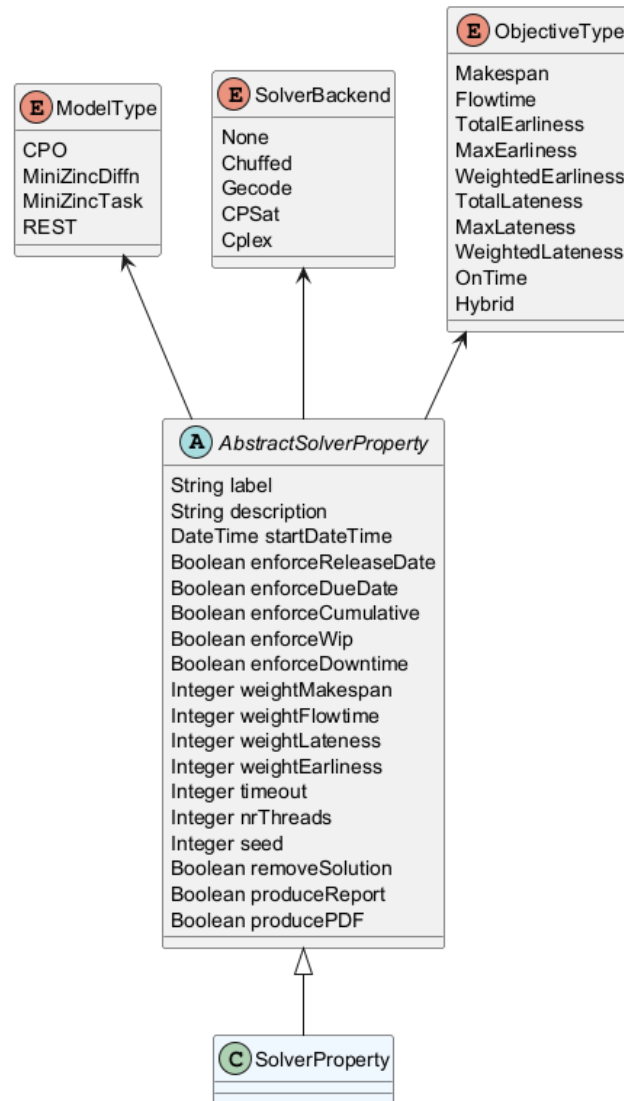 E ModelType
CPO
MiniZincDiffn
MiniZincTask
REST
E SolverBackend
None
Chuffed
Gecode
CPSat
Cplex
E ObjectiveType
Makespan
Flowtime
TotalEarliness
MaxEarliness
WeightedEarliness
TotalLateness
MaxLateness
WeightedLateness
OnTime
Hybrid
A AbstractSolverProperty
String label
String description
DateTime startDateTime
Boolean enforceReleaseDate
Boolean enforceDueDate
Boolean enforceCumulative
Boolean enforceWip
Boolean enforceDowntime
Integer weightMakespan
Integer weightFlowtime
Integer weightLateness
Integer weightEarliness
Integer timeout
Integer nrThreads
Integer seed
Boolean removeSolution
Boolean produceReport
Boolean producePDF
C SolverProperty